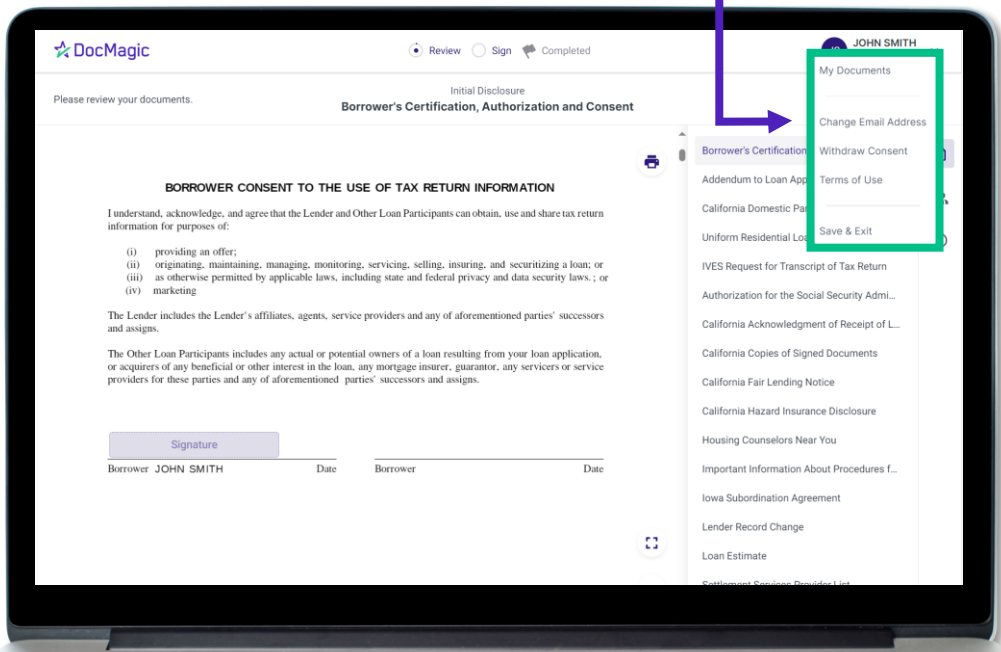 DocMagic
Review
Sign
Completed
JOHN SMITH
Please review your documents.
Initial Disclosure
Borrower's Certification, Authorization and Consent
My Documents
Change Email Address
Withdraw Consent
Terms of Use
Save & Exit
BORROWER CONSENT TO THE USE OF TAX RETURN INFORMATION
I understand, acknowledge, and agree that the Lender and Other Loan Participants can obtain, use and share tax return
information for purposes of:
(i) providing an offer;
(ii) originating, maintaining, managing, monitoring, servicing, selling, insuring, and securitizing a loan; or
(iii) as otherwise permitted by applicable laws, including state and federal privacy and data security laws. ; or
(iv) marketing
The Lender includes the Lender's affiliates, agents, service providers and any of aforementioned parties' successors
and assigns.
The Other Loan Participants includes any actual or potential owners of a loan resulting from your loan application,
or acquirers of any beneficial or other interest in the loan, any mortgage insurer, guarantor, any servicers or service
providers for these parties and any of aforementioned parties' successors and assigns.
Signature
Borrower JOHN SMITH Date Borrower Date
Borrower's Certification
Addendum to Loan App
California Domestic Pa
Uniform Residential Loa
IVES Request for Transcript of Tax Return
Authorization for the Social Security Admi...
California Acknowledgment of Receipt of L...
California Copies of Signed Documents
California Fair Lending Notice
California Hazard Insurance Disclosure
Housing Counselors Near You
Important Information About Procedures f...
Iowa Subordination Agreement
Lender Record Change
Loan Estimate
Settlement Services Provider List